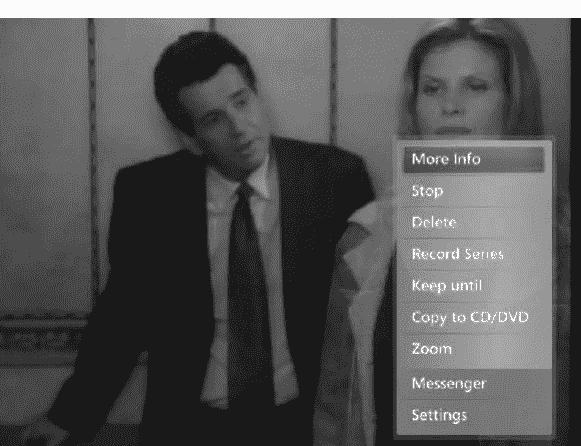 More Info
Stop
Delete
Record Series
Keep until
Copy to CD/DVD
Zoom
Messenger
Settings